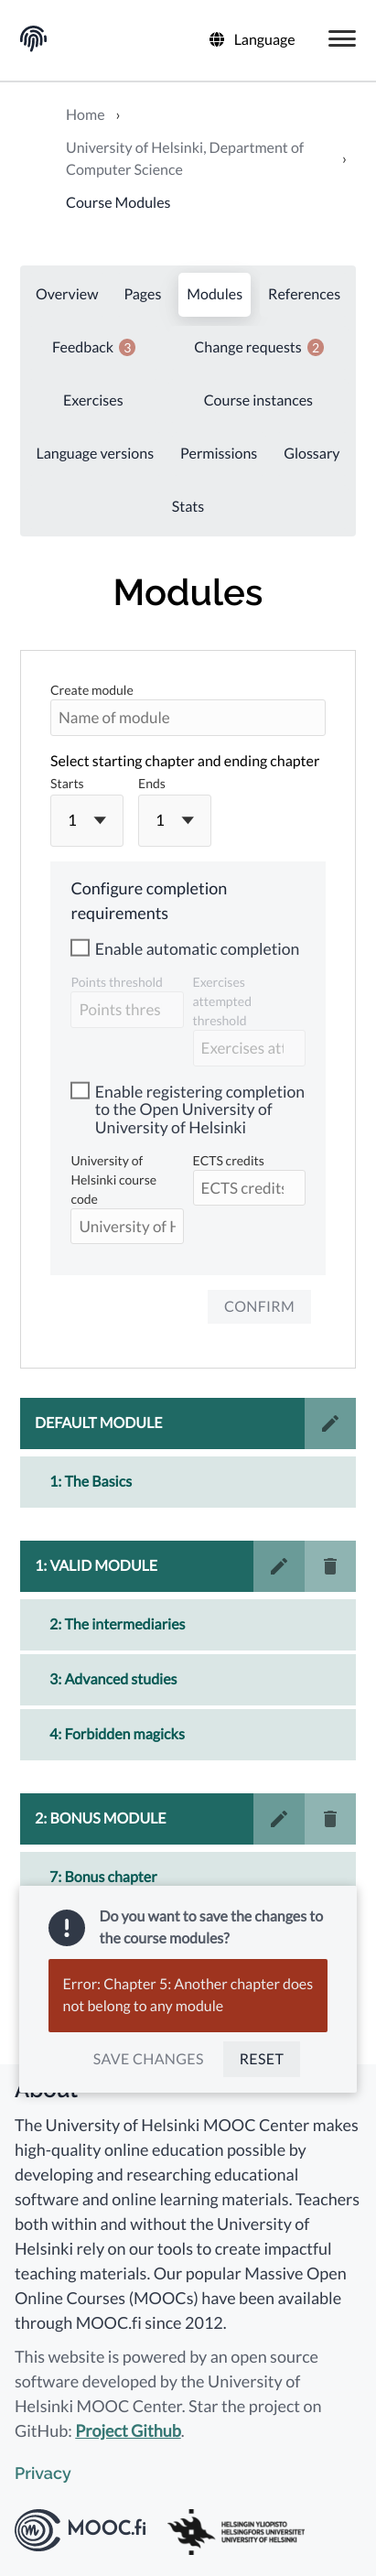 Language
Home ›
University of Helsinki, Department of
Computer Science ›
Course Modules
Overview Pages Modules References
Feedback 3 Change requests 2
Exercises Course instances
Language versions Permissions Glossary
Stats
Modules
Create module
Name of module
Select starting chapter and ending chapter
Starts Ends
1 1
Configure completion
requirements
Enable automatic completion
Points threshold
Points thres
Exercises
attempted
threshold
Exercises att
Enable registering completion
to the Open University of
University of Helsinki
University of
Helsinki course
code
University of H
ECTS credits
ECTS credits
CONFIRM
DEFAULT MODULE
1: The Basics
1: VALID MODULE
2: The intermediaries
3: Advanced studies
4: Forbidden magicks
2: BONUS MODULE
7: Bonus chapter
Do you want to save the changes to
the course modules?
Error: Chapter 5: Another chapter does
not belong to any module
SAVE CHANGES RESET
About
The University of Helsinki MOOC Center makes
high-quality online education possible by
developing and researching educational
software and online learning materials. Teachers
both within and without the University of
Helsinki rely on our tools to create impactful
teaching materials. Our popular Massive Open
Online Courses (MOOCs) have been available
through MOOC.fi since 2012.
This website is powered by an open source
software developed by the University of
Helsinki MOOC Center. Star the project on
GitHub: Project Github.
Privacy
MOOC.fi
HELSINGIN YLIOPISTO
HELSINGFORS UNIVERSITET
UNIVERSITY OF HELSINKI